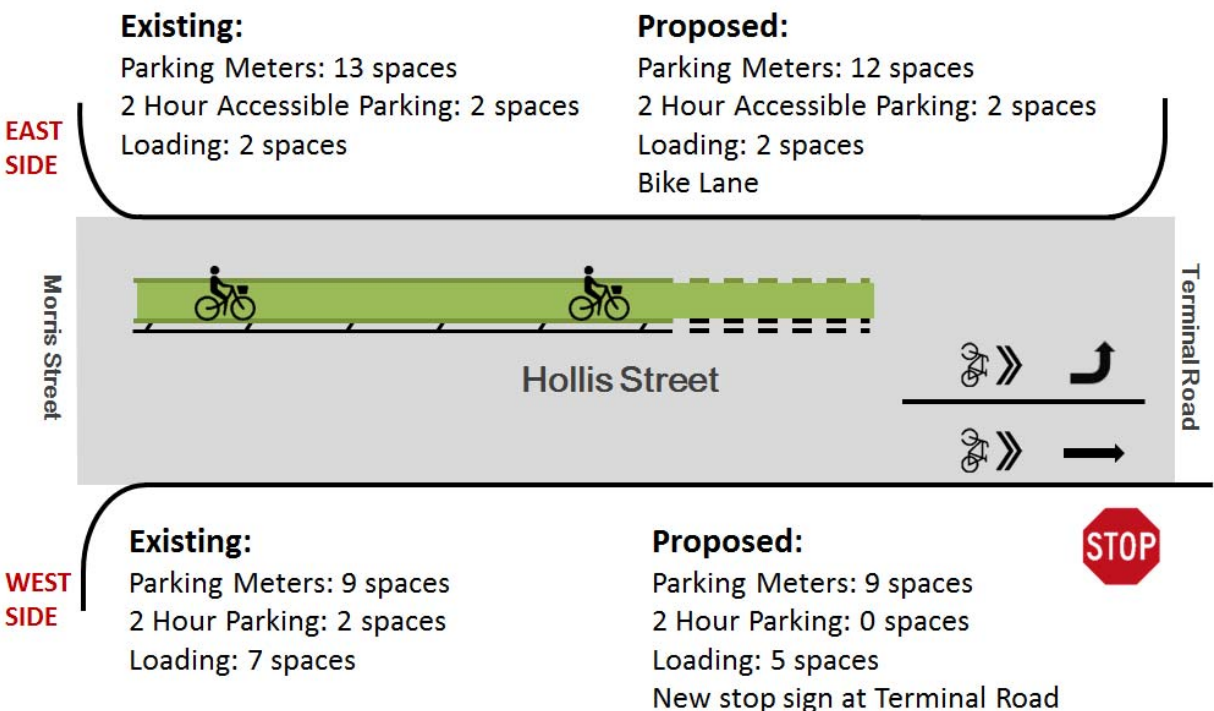 Existing:
Parking Meters: 13 spaces
2 Hour Accessible Parking: 2 spaces
Loading: 2 spaces
Proposed:
Parking Meters: 12 spaces
2 Hour Accessible Parking: 2 spaces
Loading: 2 spaces
Bike Lane
EAST
SIDE
Morris Street
Hollis Street
Terminal Road
WEST
SIDE
Existing:
Parking Meters: 9 spaces
2 Hour Parking: 2 spaces
Loading: 7 spaces
Proposed:
Parking Meters: 9 spaces
2 Hour Parking: 0 spaces
Loading: 5 spaces
New stop sign at Terminal Road
STOP